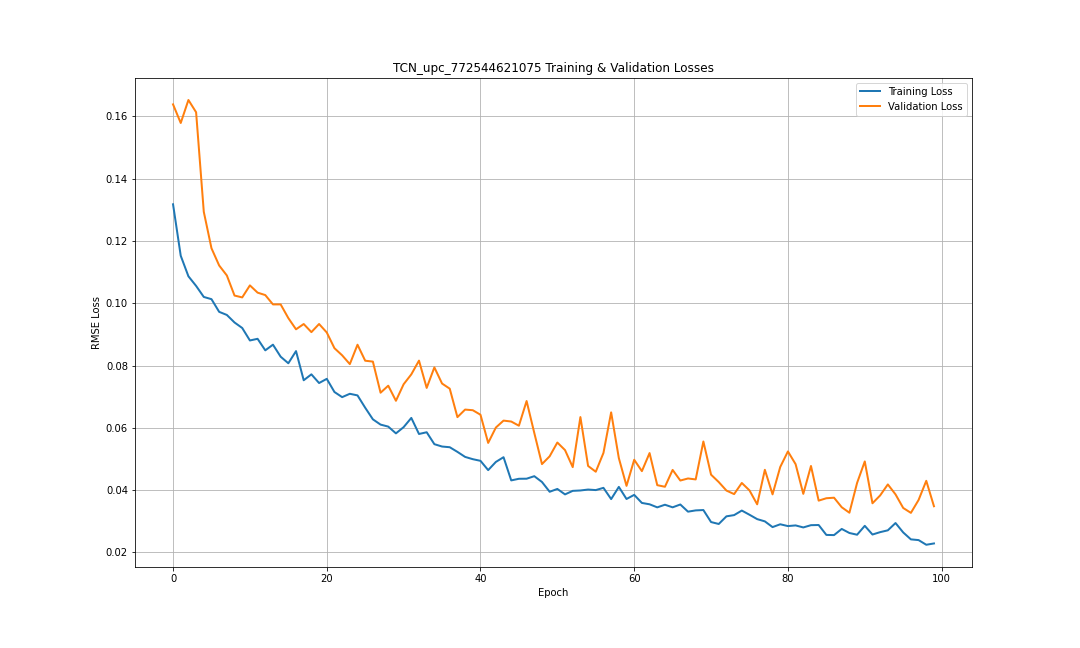 TCN_upc_772544621075 Training & Validation Losses
Training Loss
Validation Loss
0.16
0.14
0.12
0.10
0.08
0.06
0.04
0.02
RMSE Loss
0
20
40
60
80
100
Epoch